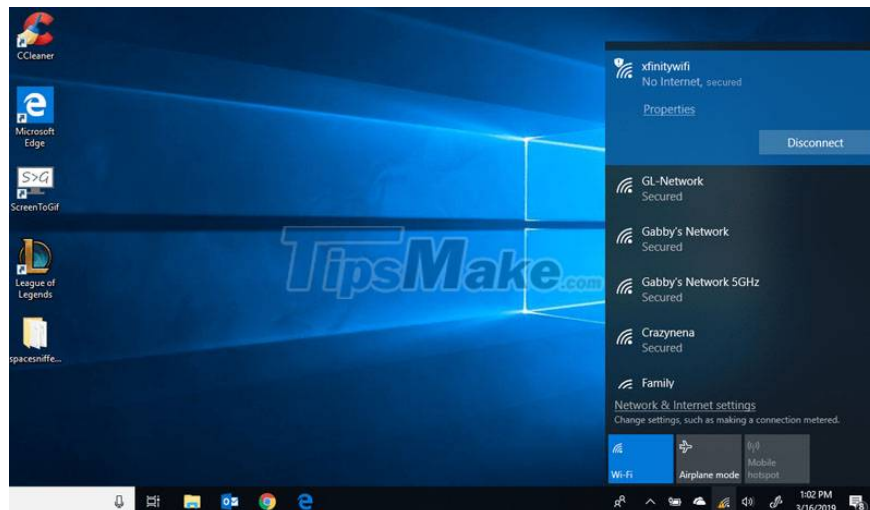 CCleaner
Microsoft
Edge
S>G
ScreenToGif
League of
Legends
spacesniffe...
TipsMake.com
xfinitywifi
No Internet, secured
Properties
Disconnect
GL-Network
Secured
Gabby's Network
Secured
Gabby's Network 5GHz
Secured
Crazynena
Secured
Family
Network & Internet settings
Change settings, such as making a connection metered.
Wi-Fi
Airplane mode
Mobile
hotspot
1:02 PM
3/16/2019